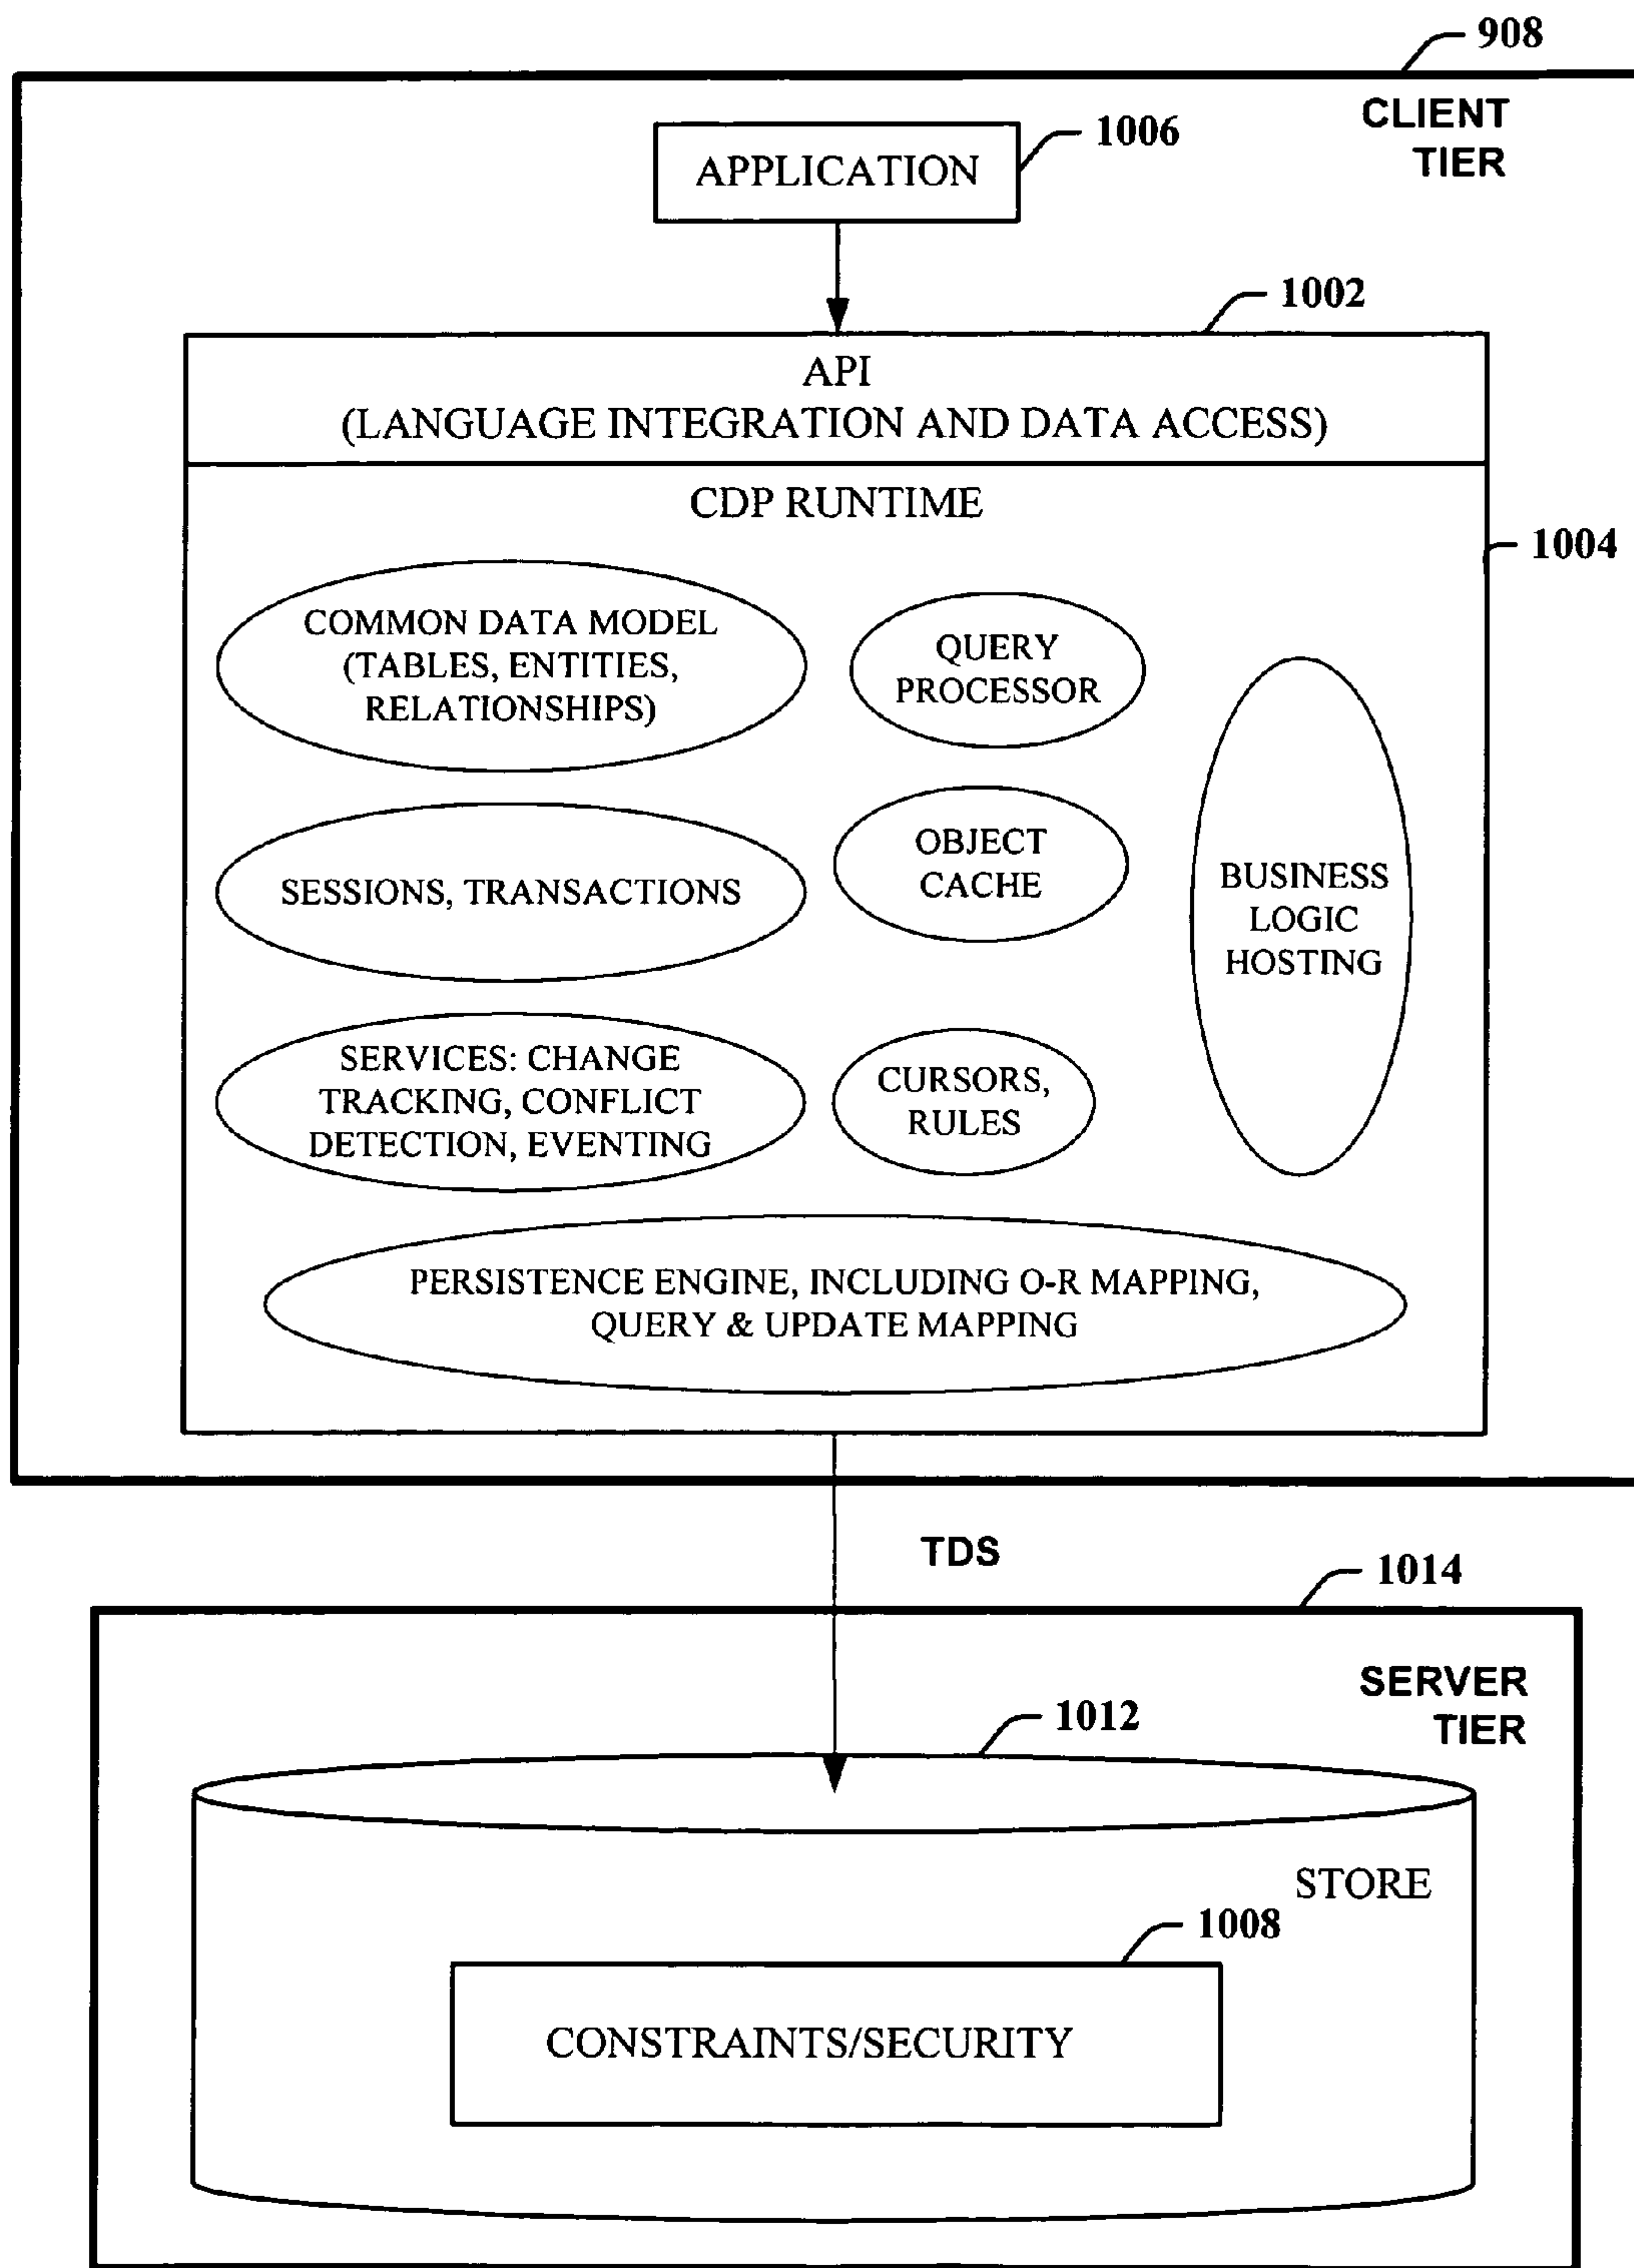 908
CLIENT
TIER
1006
APPLICATION
1002
API
(LANGUAGE INTEGRATION AND DATA ACCESS)
CDP RUNTIME
1004
COMMON DATA MODEL
(TABLES, ENTITIES,
RELATIONSHIPS)
QUERY
PROCESSOR
SESSIONS, TRANSACTIONS
OBJECT
CACHE
BUSINESS
LOGIC
HOSTING
SERVICES: CHANGE
TRACKING, CONFLICT
DETECTION, EVENTING
CURSORS,
RULES
PERSISTENCE ENGINE, INCLUDING O-R MAPPING,
QUERY & UPDATE MAPPING
TDS
1014
SERVER
TIER
1012
STORE
1008
CONSTRAINTS/SECURITY